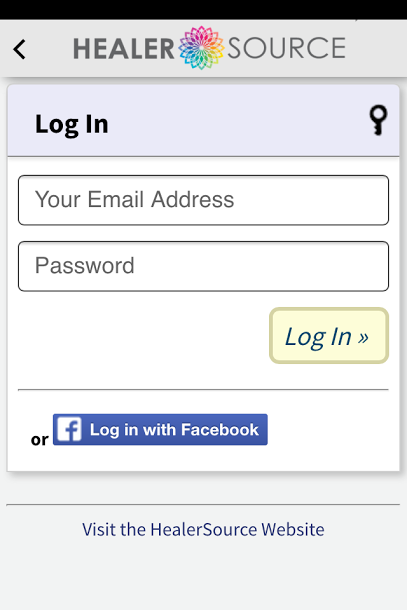 HEALER SOURCE
Log In
Your Email Address
Password
Log In »
or
f Log in with Facebook
Visit the HealerSource Website